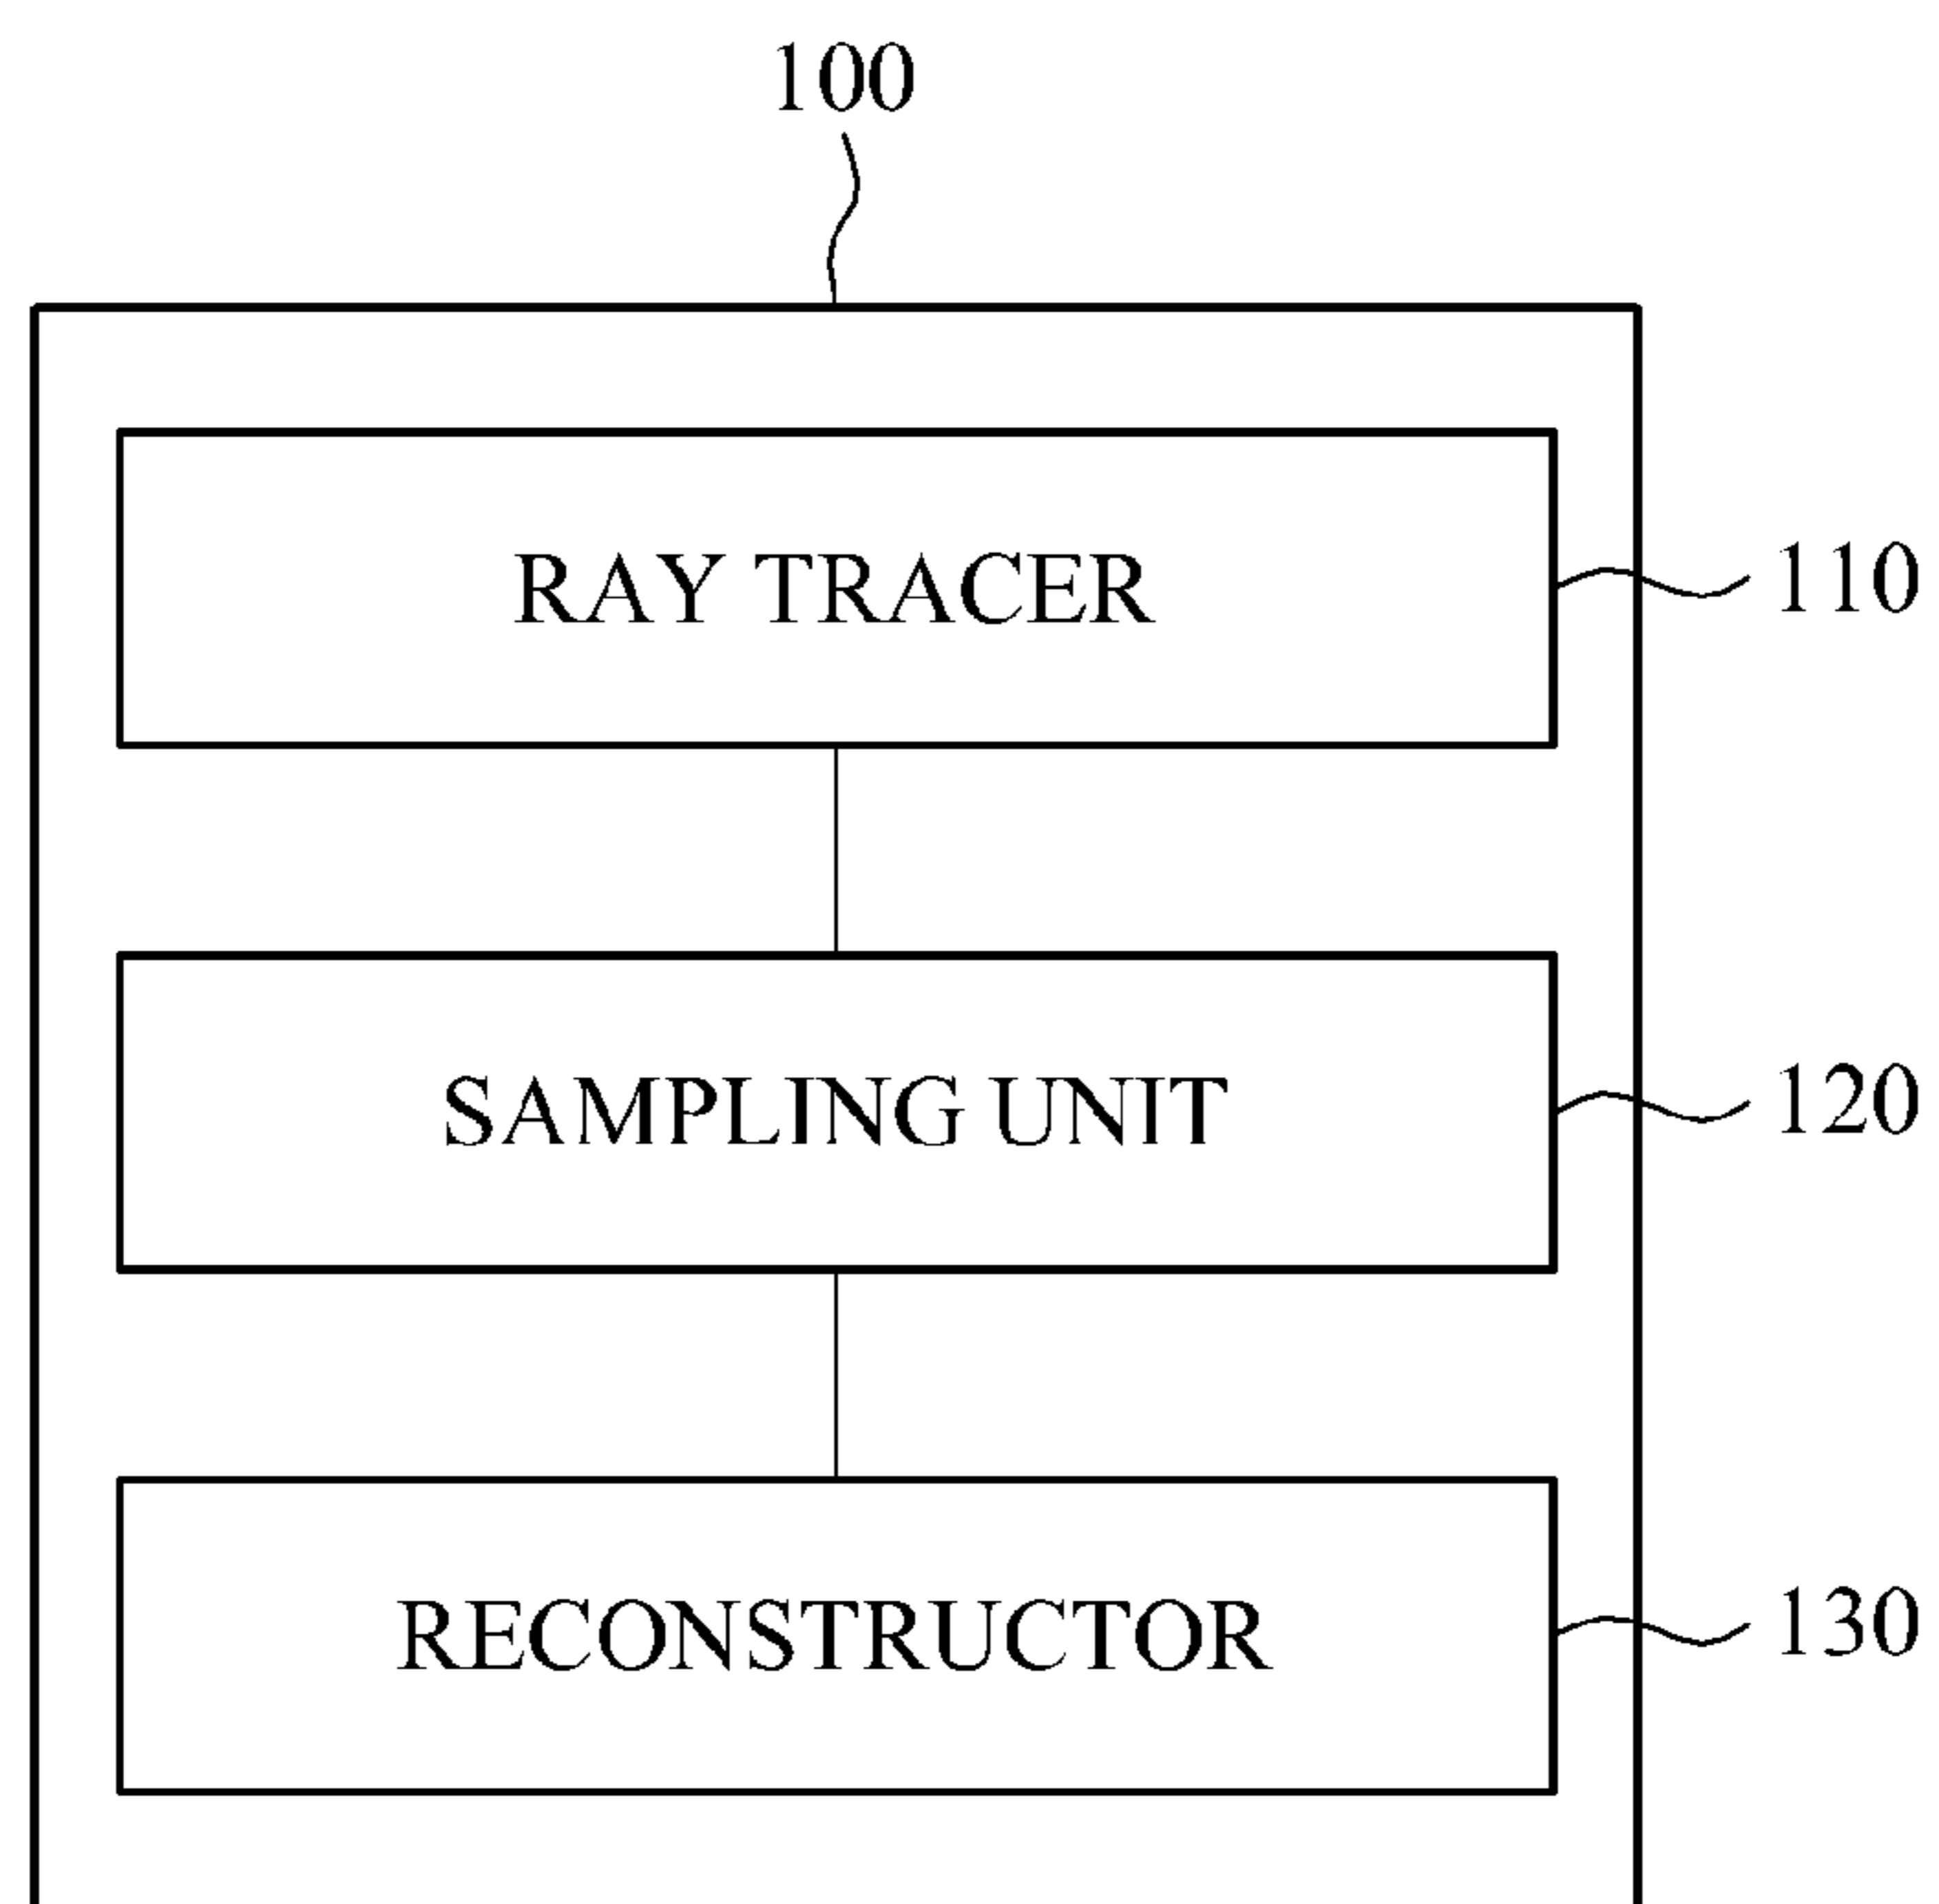 100
RAY TRACER
110
SAMPLING UNIT
120
RECONSTRUCTOR
130